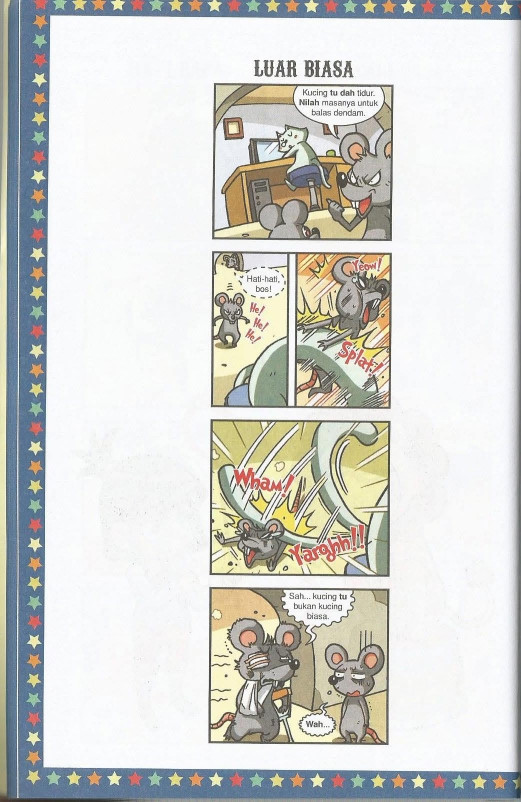 LUAR BIASA
Kucing tu dah tidur.
Nilah masanya untuk
balas dendam.
Hati-hati,
bos!
He!
He!
He!
Yeow!
Splat!
Wham!
Yarghh!!
Sah... kucing tu
bukan kucing
biasa.
Wah...